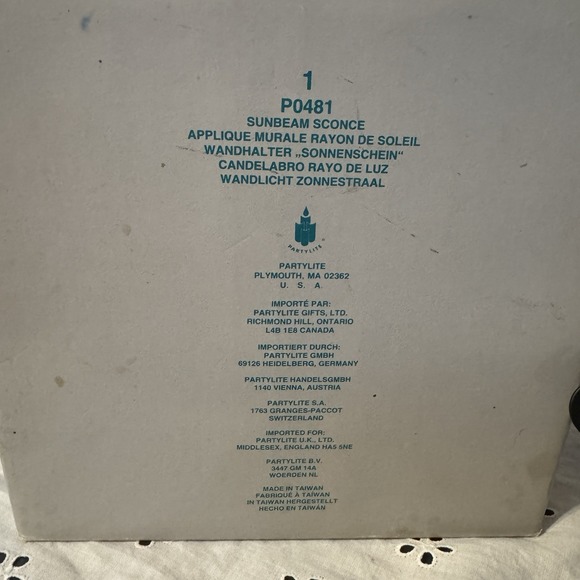 1
P0481
SUNBEAM SCONCE
APPLIQUE MURALE RAYON DE SOLEIL
WANDHALTER „SONNENSCHEIN“
CANDELABRO RAYO DE LUZ
WANDLICHT ZONNESTRAAL
PARTYLITE®
PARTYLITE
PLYMOUTH, MA 02362
U. S. A.
IMPORTÉ PAR:
PARTYLITE GIFTS, LTD.
RICHMOND HILL, ONTARIO
L4B 1E8 CANADA
IMPORTIERT DURCH:
PARTYLITE GMBH
69126 HEIDELBERG, GERMANY
PARTYLITE HANDELSGMBH
1140 VIENNA, AUSTRIA
PARTYLITE S.A.
1763 GRANGES-PACCOT
SWITZERLAND
IMPORTED FOR:
PARTYLITE U.K., LTD.
MIDDLESEX, ENGLAND HA5 5NE
PARTYLITE B.V.
3447 GM 14A
WOERDEN NL
MADE IN TAIWAN
FABRIQUÉ À TAÏWAN
IN TAIWAN HERGESTELLT
HECHO EN TAIWÁN